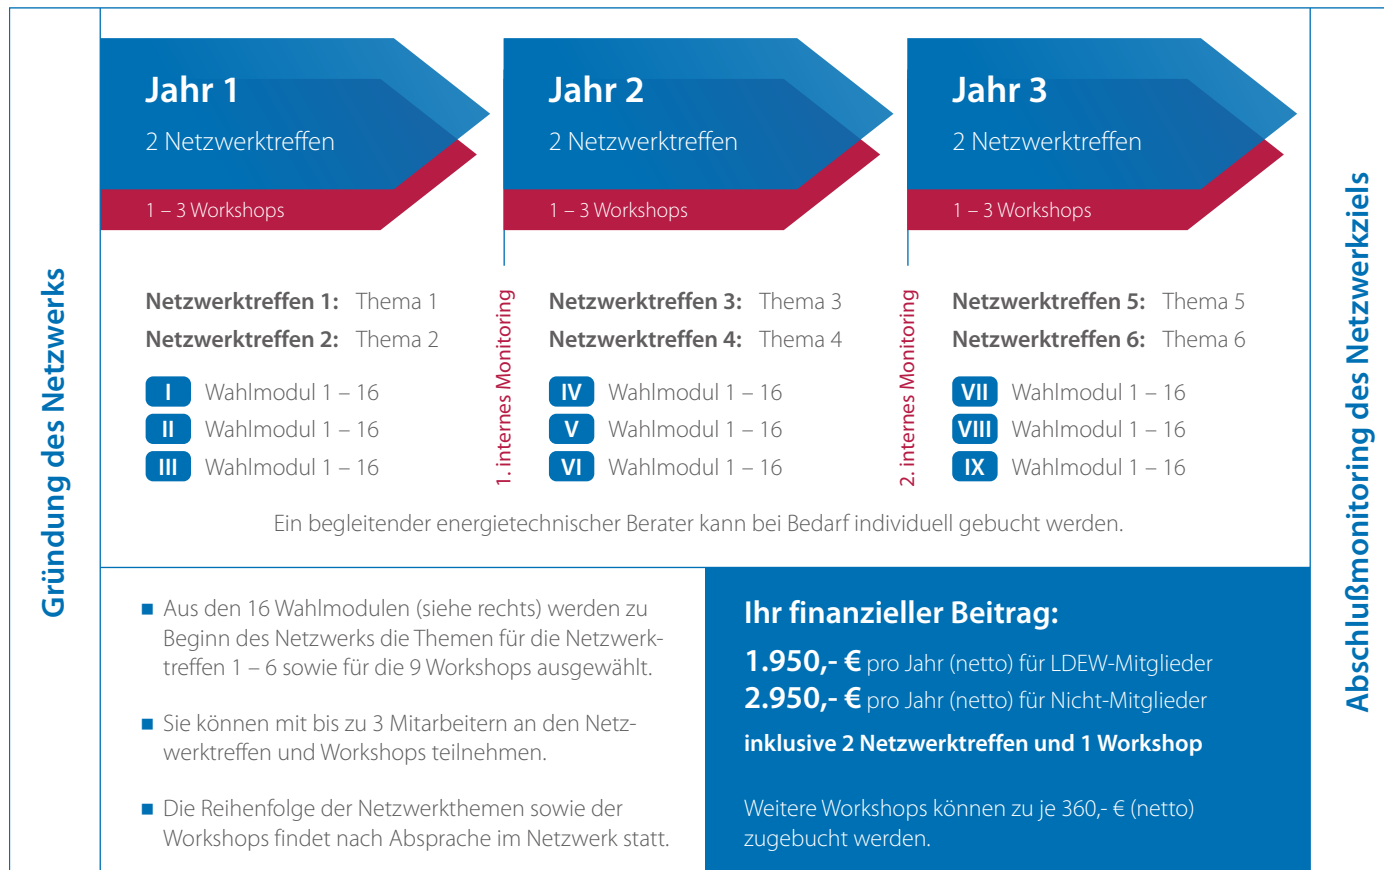 Gründung des Netzwerks
Jahr 1
2 Netzwerktreffen
1 – 3 Workshops
Netzwerktreffen 1: Thema 1
Netzwerktreffen 2: Thema 2
I Wahlmodul 1 – 16
II Wahlmodul 1 – 16
III Wahlmodul 1 – 16
1. internes Monitoring
Jahr 2
2 Netzwerktreffen
1 – 3 Workshops
Netzwerktreffen 3: Thema 3
Netzwerktreffen 4: Thema 4
IV Wahlmodul 1 – 16
V Wahlmodul 1 – 16
VI Wahlmodul 1 – 16
2. internes Monitoring
Jahr 3
2 Netzwerktreffen
1 – 3 Workshops
Netzwerktreffen 5: Thema 5
Netzwerktreffen 6: Thema 6
VII Wahlmodul 1 – 16
VIII Wahlmodul 1 – 16
IX Wahlmodul 1 – 16
Ein begleitender energietechnischer Berater kann bei Bedarf individuell gebucht werden.
■ Aus den 16 Wahlmodulen (siehe rechts) werden zu
Beginn des Netzwerks die Themen für die Netzwerk-
treffen 1 – 6 sowie für die 9 Workshops ausgewählt.
■ Sie können mit bis zu 3 Mitarbeitern an den Netz-
werktreffen und Workshops teilnehmen.
■ Die Reihenfolge der Netzwerkthemen sowie der
Workshops findet nach Absprache im Netzwerk statt.
Ihr finanzieller Beitrag:
1.950,- € pro Jahr (netto) für LDEW-Mitglieder
2.950,- € pro Jahr (netto) für Nicht-Mitglieder
inklusive 2 Netzwerktreffen und 1 Workshop
Weitere Workshops können zu je 360,- € (netto)
zugebucht werden.
Abschlußmonitoring des Netzwerkziels